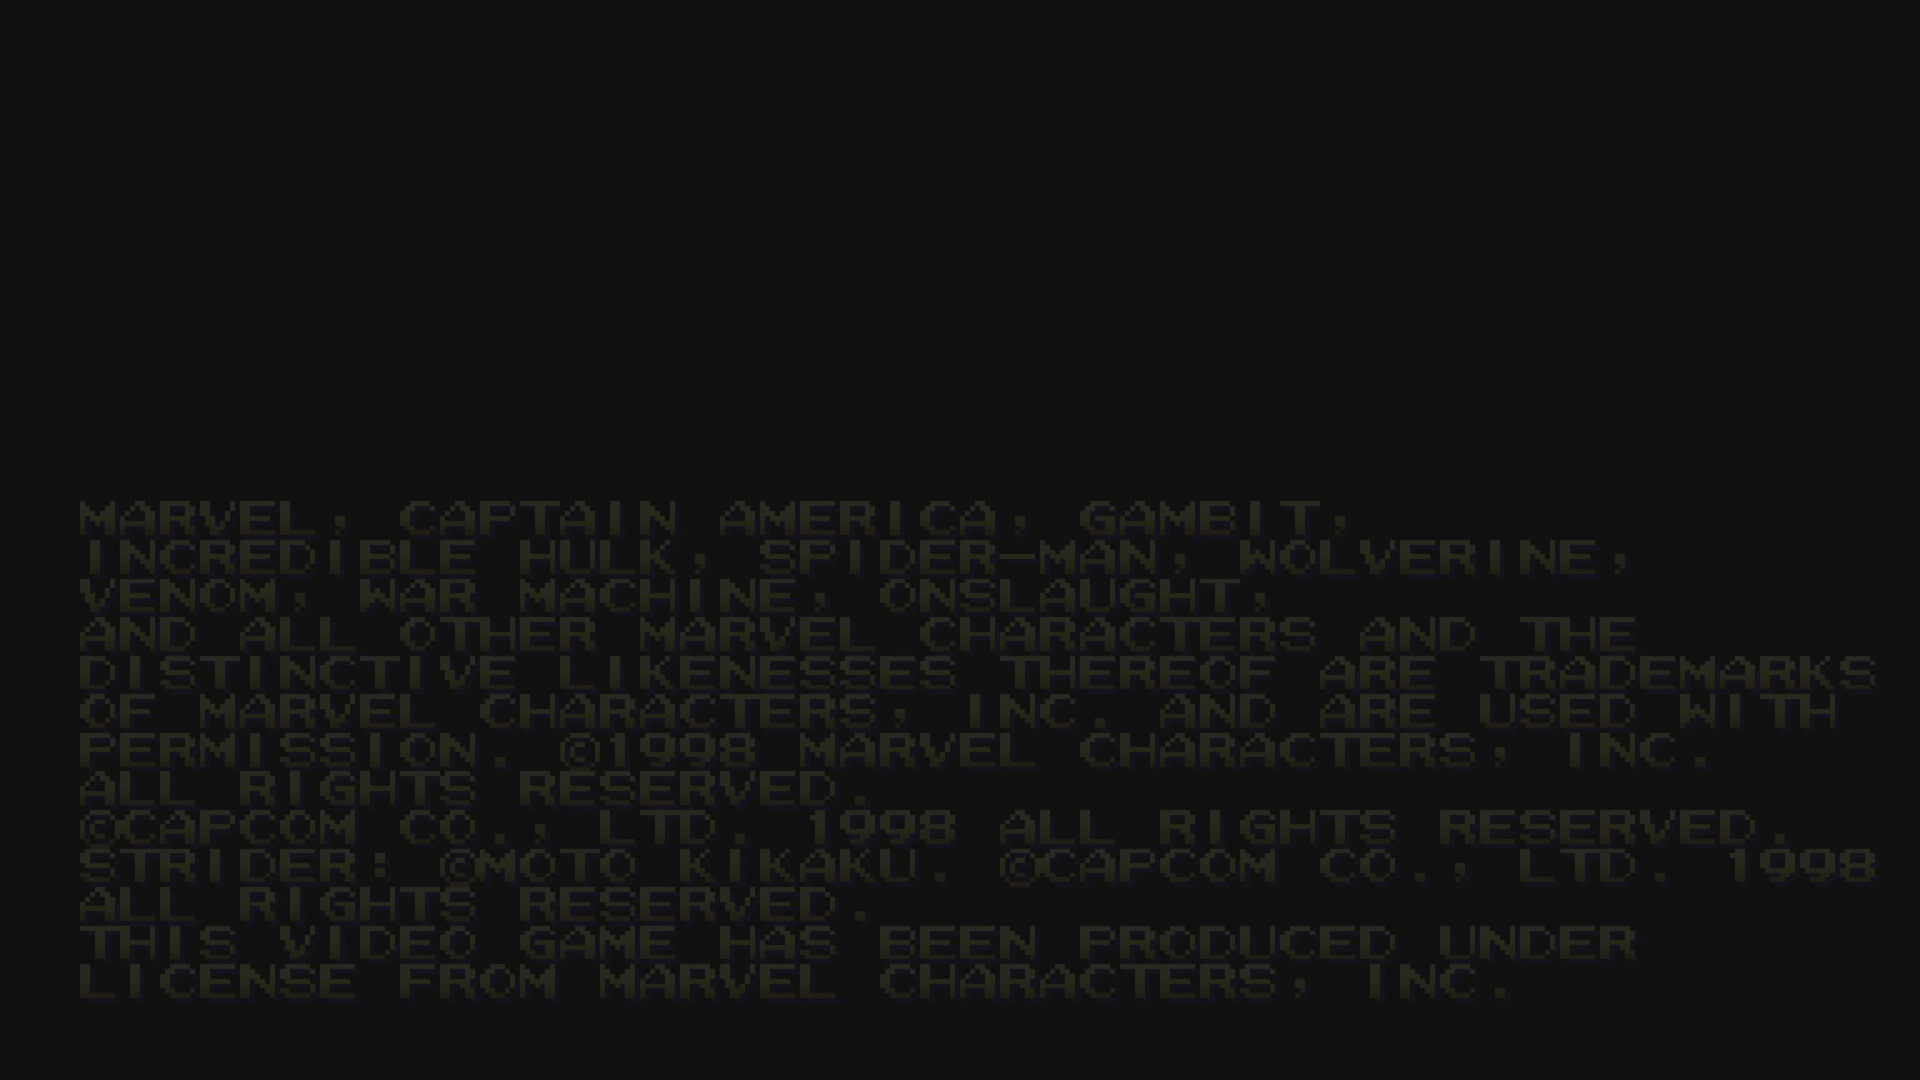 MARVEL, CAPTAIN AMERICA, GAMBIT,
INCREDIBLE HULK, SPIDER-MAN, WOLVERINE,
VENOM, WAR MACHINE, ONSLAUGHT,
AND ALL OTHER MARVEL CHARACTERS AND THE
DISTINCTIVE LIKENESSES THEREOF ARE TRADEMARKS
OF MARVEL CHARACTERS, INC. AND ARE USED WITH
PERMISSION. ©1998 MARVEL CHARACTERS, INC.
ALL RIGHTS RESERVED.
©CAPCOM CO., LTD. 1998 ALL RIGHTS RESERVED.
STRIDER: ©MOTO KIKAKU. ©CAPCOM CO., LTD. 1998
ALL RIGHTS RESERVED.
THIS VIDEO GAME HAS BEEN PRODUCED UNDER
LICENSE FROM MARVEL CHARACTERS, INC.